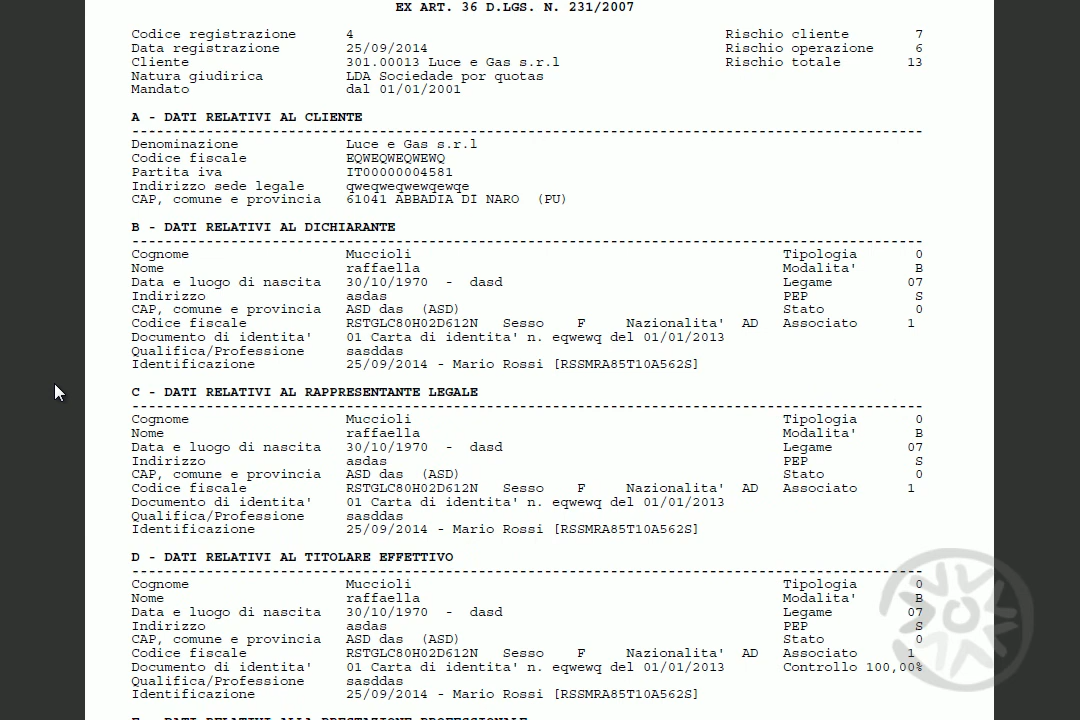 EX ART. 36 D.LGS. N. 231/2007
Codice registrazione 4 Rischio cliente 7
Data registrazione 25/09/2014 Rischio operazione 6
Cliente 301.00013 Luce e Gas s.r.l Rischio totale 13
Natura giudirica LDA Sociedade por quotas
Mandato dal 01/01/2001
A - DATI RELATIVI AL CLIENTE
Denominazione Luce e Gas s.r.l
Codice fiscale EQWEQWEQWEWQ
Partita iva IT00000004581
Indirizzo sede legale qweqweqwewqewqe
CAP, comune e provincia 61041 ABBADIA DI NARO (PU)
B - DATI RELATIVI AL DICHIARANTE
Cognome Muccioli Tipologia 0
Nome raffaella Modalita' B
Data e luogo di nascita 30/10/1970 - dasd Legame 07
Indirizzo asdas PEP S
CAP, comune e provincia ASD das (ASD) Stato 0
Codice fiscale RSTGLC80H02D612N Sesso F Nazionalita' AD Associato 1
Documento di identita' 01 Carta di identita' n. eqwewq del 01/01/2013
Qualifica/Professione sasddas
Identificazione 25/09/2014 - Mario Rossi [RSSMRA85T10A562S]
C - DATI RELATIVI AL RAPPRESENTANTE LEGALE
Cognome Muccioli Tipologia 0
Nome raffaella Modalita' B
Data e luogo di nascita 30/10/1970 - dasd Legame 07
Indirizzo asdas PEP S
CAP, comune e provincia ASD das (ASD) Stato 0
Codice fiscale RSTGLC80H02D612N Sesso F Nazionalita' AD Associato 1
Documento di identita' 01 Carta di identita' n. eqwewq del 01/01/2013
Qualifica/Professione sasddas
Identificazione 25/09/2014 - Mario Rossi [RSSMRA85T10A562S]
D - DATI RELATIVI AL TITOLARE EFFETTIVO
Cognome Muccioli Tipologia 0
Nome raffaella Modalita' B
Data e luogo di nascita 30/10/1970 - dasd Legame 07
Indirizzo asdas PEP S
CAP, comune e provincia ASD das (ASD) Stato 0
Codice fiscale RSTGLC80H02D612N Sesso F Nazionalita' AD Associato 1
Documento di identita' 01 Carta di identita' n. eqwewq del 01/01/2013 Controllo 100,00%
Qualifica/Professione sasddas
Identificazione 25/09/2014 - Mario Rossi [RSSMRA85T10A562S]
E - DATI RELATIVI ALLA PRESTAZIONE PROFESSIONALE